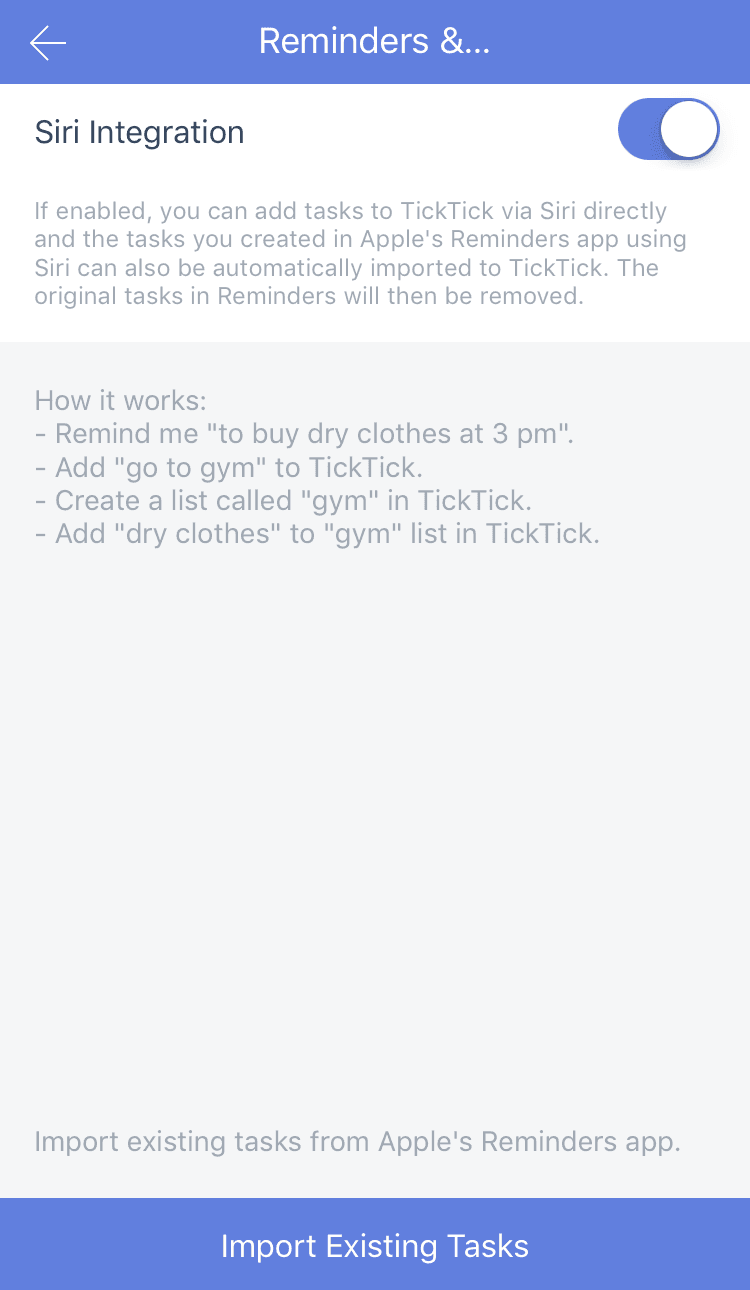 Reminders &...
Siri Integration
If enabled, you can add tasks to TickTick via Siri directly
and the tasks you created in Apple's Reminders app using
Siri can also be automatically imported to TickTick. The
original tasks in Reminders will then be removed.
How it works:
- Remind me "to buy dry clothes at 3 pm".
- Add "go to gym" to TickTick.
- Create a list called "gym" in TickTick.
- Add "dry clothes" to "gym" list in TickTick.
Import existing tasks from Apple's Reminders app.
Import Existing Tasks